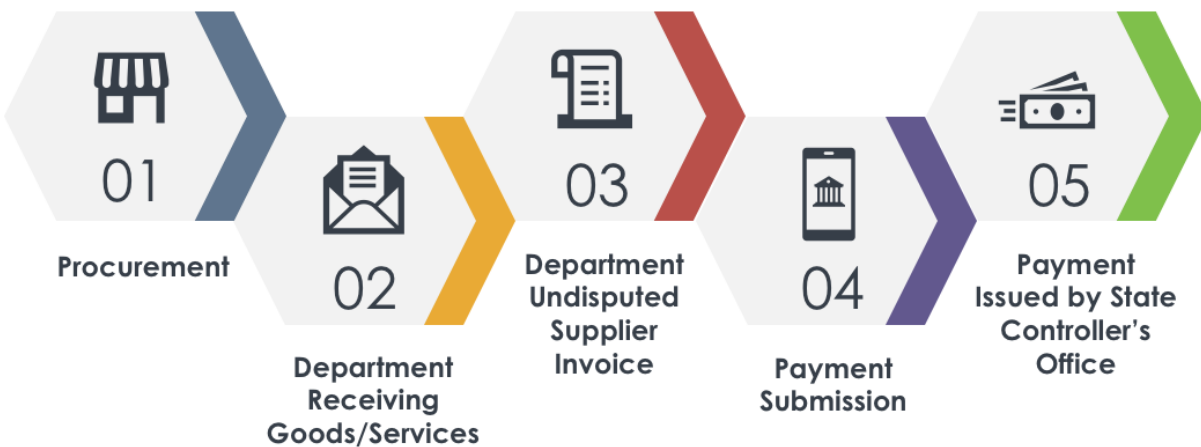 01
Procurement
02
Department
Receiving
Goods/Services
03
Department
Undisputed
Supplier
Invoice
04
Payment
Submission
05
Payment
Issued by State
Controller's
Office